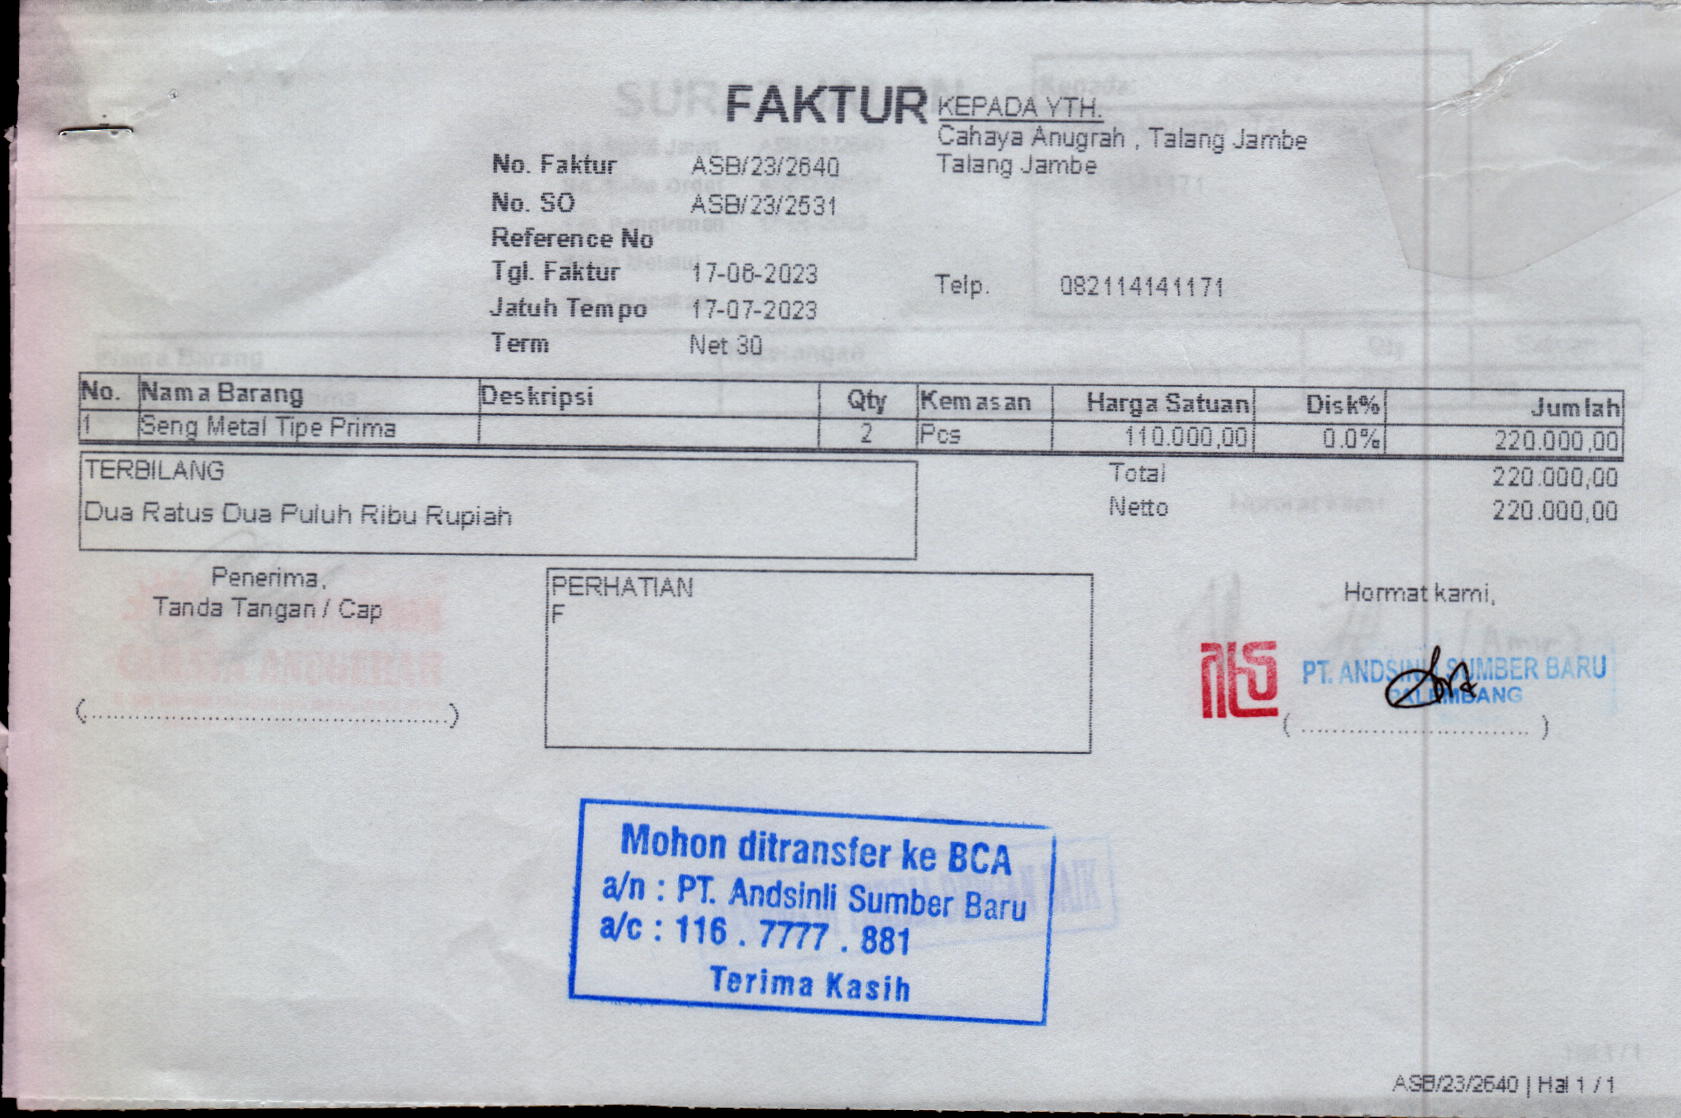 FAKTUR
KEPADA YTH.
Cahaya Anugrah , Talang Jambe
Talang Jambe
No. Faktur ASB/23/2640
No. SO ASB/23/2531
Reference No
Tgl. Faktur 17-06-2023
Telp. 082114141171
Jatuh Tempo 17-07-2023
Term Net 30
No. Nama Barang Deskripsi Qty Kemasan Harga Satuan Disk% Jumlah
1 Seng Metal Tipe Prima 2 Pcs 110.000,00 0.0% 220.000,00
TERBILANG
Dua Ratus Dua Puluh Ribu Rupiah
Total 220.000,00
Netto 220.000,00
Penerima,
Tanda Tangan / Cap
(..............................................)
PERHATIAN
F
Hormat kami,
PT. ANDSINLI SUMBER BARU
PALEMBANG
(............................)
Mohon ditransfer ke BCA
a/n : PT. Andsinli Sumber Baru
a/c : 116 . 7777 . 881
Terima Kasih
ASB/23/2640 | Hal 1 / 1